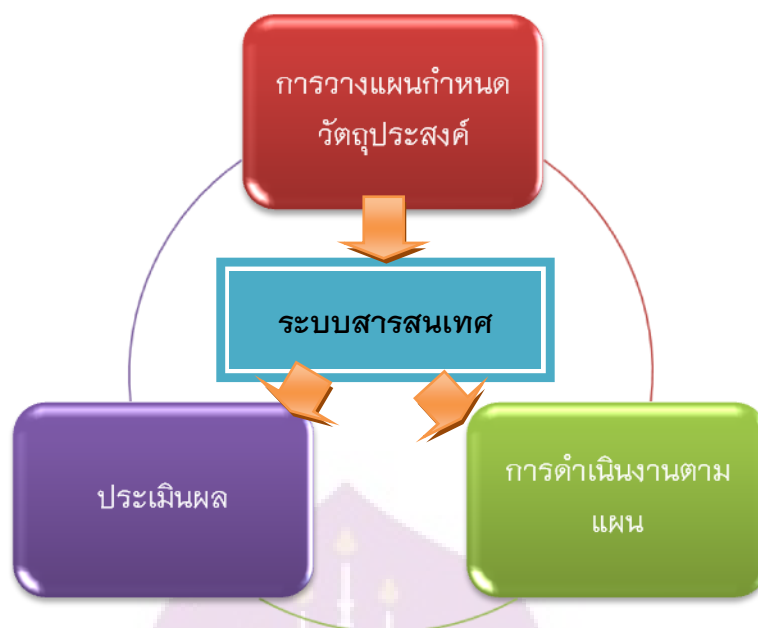 การวางแผนกำหนด
วัตถุประสงค์
ระบบสารสนเทศ
ประเมินผล
การดำเนินงานตาม
แผน